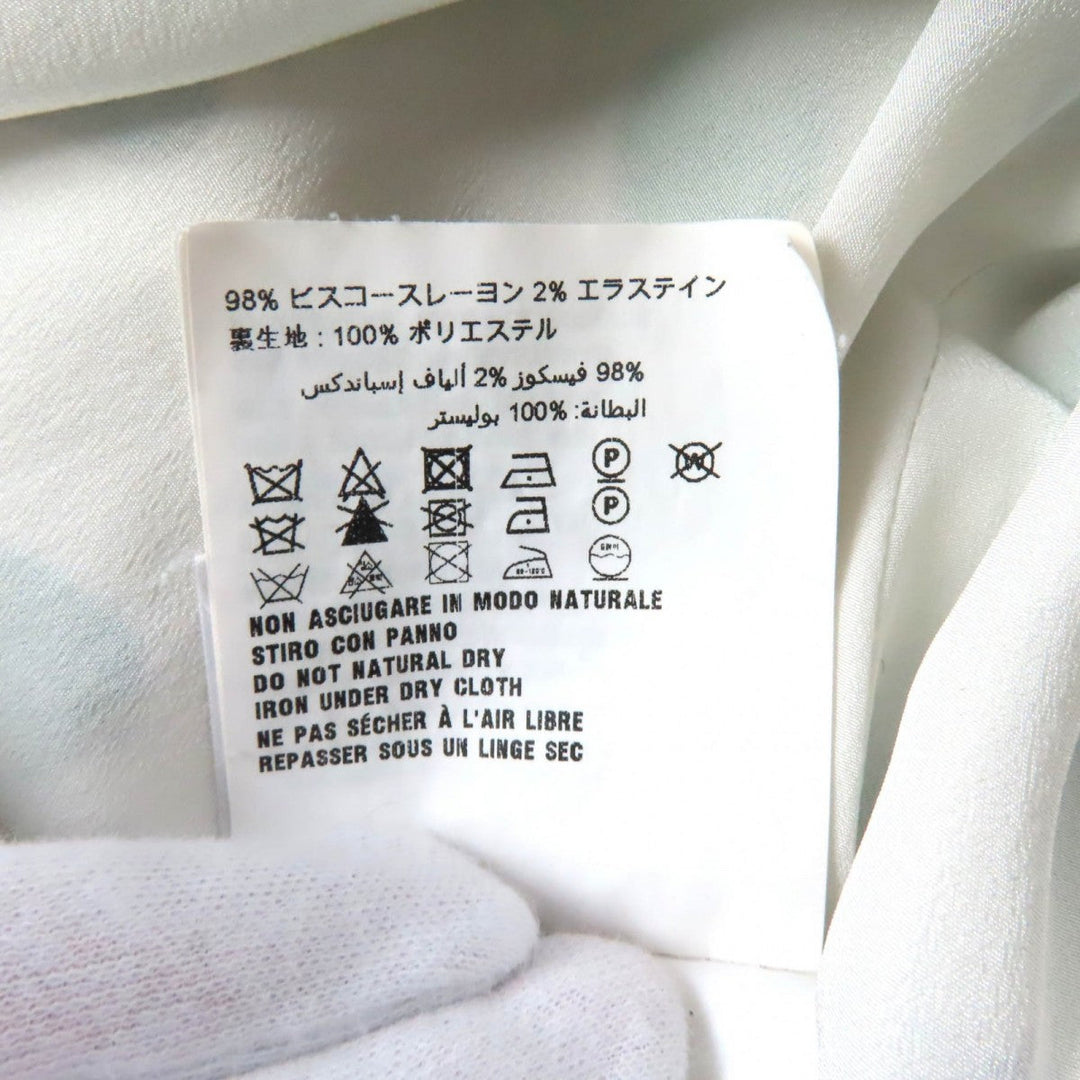 98% ビスコースレーヨン 2% エラステイン
裏生地 : 100% ポリエステル
98% فيسكوز 2% ألياف إسباندكس
البطانة: 100% بوليستر
P
W
P
NON ASCIUGARE IN MODO NATURALE
STIRO CON PANNO
DO NOT NATURAL DRY
IRON UNDER DRY CLOTH
NE PAS SÉCHER À L'AIR LIBRE
REPASSER SOUS UN LINGE SEC